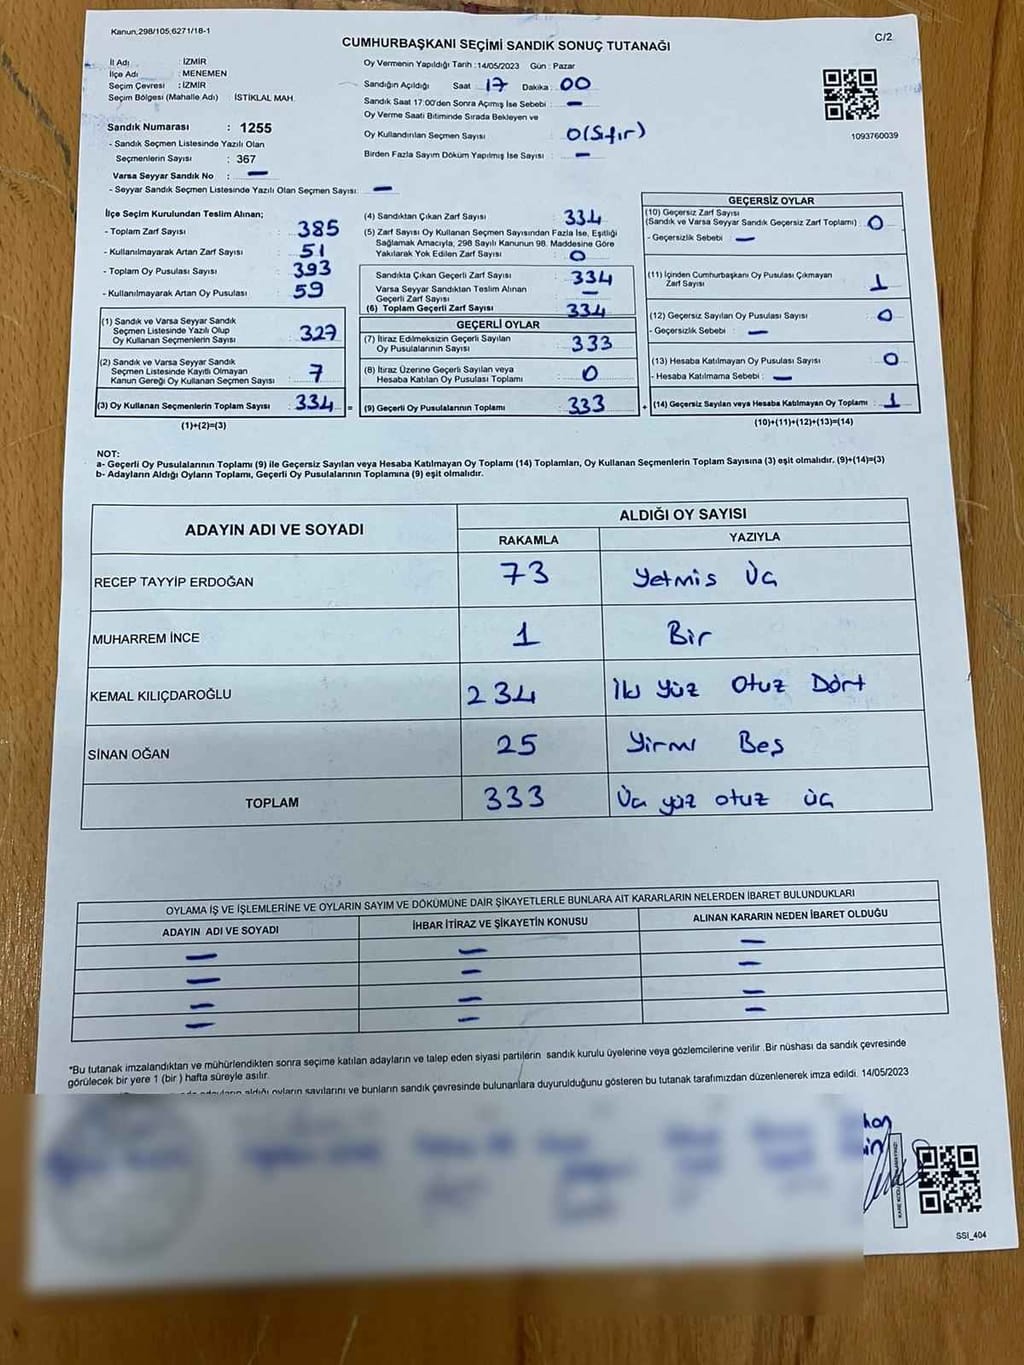 Kanun,298/105,6271/18-1
C/2
CUMHURBAŞKANI SEÇİMİ SANDIK SONUÇ TUTANAĞI
İl Adı : İZMİR
İlçe Adı : MENEMEN
Seçim Çevresi : İZMİR
Seçim Bölgesi (Mahalle Adı) İSTİKLAL MAH.
Sandık Numarası : 1255
- Sandık Seçmen Listesinde Yazılı Olan
Seçmenlerin Sayısı : 367
Varsa Seyyar Sandık No : —
- Seyyar Sandık Seçmen Listesinde Yazılı Olan Seçmen Sayısı: —
Oy Vermenin Yapıldığı Tarih :14/05/2023 Gün : Pazar
Sandığın Açıldığı Saat : 17 Dakika : 00
Sandık Saat 17:00'den Sonra Açmış İse Sebebi : —
Oy Verme Saati Bitiminde Sırada Bekleyen ve
Oy Kullandırılan Seçmen Sayısı : 0(Sıfır)
Birden Fazla Sayım Döküm Yapılmış İse Sayısı : —
1093760039
İlçe Seçim Kurulundan Teslim Alınan;
- Toplam Zarf Sayısı : 385
- Kullanılmayarak Artan Zarf Sayısı : 51
- Toplam Oy Pusulası Sayısı : 393
- Kullanılmayarak Artan Oy Pusulası : 59
(1) Sandık ve Varsa Seyyar Sandık
Seçmen Listesinde Yazılı Olup
Oy Kullanan Seçmenlerin Sayısı : 327
(2) Sandık ve Varsa Seyyar Sandık
Seçmen Listesinde Kayıtlı Olmayan
Kanun Gereği Oy Kullanan Seçmen Sayısı : 7
(3) Oy Kullanan Seçmenlerin Toplam Sayısı : 334 =
(1)+(2)=(3)
(4) Sandıktan Çıkan Zarf Sayısı : 334
(5) Zarf Sayısı Oy Kullanan Seçmen Sayısından Fazla İse, Eşitliği
Sağlamak Amacıyla, 298 Sayılı Kanunun 98. Maddesine Göre
Yakılarak Yok Edilen Zarf Sayısı : 0
Sandıkta Çıkan Geçerli Zarf Sayısı : 334
Varsa Seyyar Sandıktan Teslim Alınan
Geçerli Zarf Sayısı : —
(6) Toplam Geçerli Zarf Sayısı : 334
GEÇERLİ OYLAR
(7) İtiraz Edilmeksizin Geçerli Sayılan
Oy Pusulalarının Sayısı : 333
(8) İtiraz Üzerine Geçerli Sayılan veya
Hesaba Katılan Oy Pusulası Toplamı : 0
(9) Geçerli Oy Pusulalarının Toplamı : 333 +
GEÇERSİZ OYLAR
(10) Geçersiz Zarf Sayısı
(Sandık ve Varsa Seyyar Sandık Geçersiz Zarf Toplamı) : 0
- Geçersizlik Sebebi : —
(11) İçinden Cumhurbaşkanı Oy Pusulası Çıkmayan
Zarf Sayısı : 1
(12) Geçersiz Sayılan Oy Pusulası Sayısı : 0
- Geçersizlik Sebebi : —
(13) Hesaba Katılmayan Oy Pusulası Sayısı : 0
- Hesaba Katılmama Sebebi : —
(14) Geçersiz Sayılan veya Hesaba Katılmayan Oy Toplamı : 1
(10)+(11)+(12)+(13)=(14)
NOT:
a- Geçerli Oy Pusulalarının Toplamı (9) ile Geçersiz Sayılan veya Hesaba Katılmayan Oy Toplamı (14) Toplamları, Oy Kullanan Seçmenlerin Toplam Sayısına (3) eşit olmalıdır. (9)+(14)=(3)
b- Adayların Aldığı Oyların Toplamı, Geçerli Oy Pusulalarının Toplamına (9) eşit olmalıdır.
ADAYIN ADI VE SOYADI ALDIĞI OY SAYISI
RAKAMLA YAZIYLA
RECEP TAYYİP ERDOĞAN 73 Yetmis Üç
MUHARREM İNCE 1 Bir
KEMAL KILIÇDAROĞLU 234 İki yüz Otuz Dört
SİNAN OĞAN 25 Yirmi Beş
TOPLAM 333 Üç yüz otuz üç
OYLAMA İŞ VE İŞLEMLERİNE VE OYLARIN SAYIM VE DÖKÜMÜNE DAİR ŞİKAYETLERLE BUNLARA AİT KARARLARIN NELERDEN İBARET BULUNDUKLARI
ADAYIN ADI VE SOYADI İHBAR İTİRAZ VE ŞİKAYETİN KONUSU ALINAN KARARIN NEDEN İBARET OLDUĞU
— — —
— — —
— — —
— — —
*Bu tutanak imzalandıktan ve mühürlendikten sonra seçime katılan adayların ve talep eden siyasi partilerin sandık kurulu üyelerine veya gözlemcilerine verilir .Bir nüshası da sandık çevresinde
görülecek bir yere 1 (bir ) hafta süreyle asılır.
aldığı oyların sayılarını ve bunların sandık çevresinde bulunanlara duyurulduğunu gösteren bu tutanak tarafımızdan düzenlenerek imza edildi. 14/05/2023
SSI_404